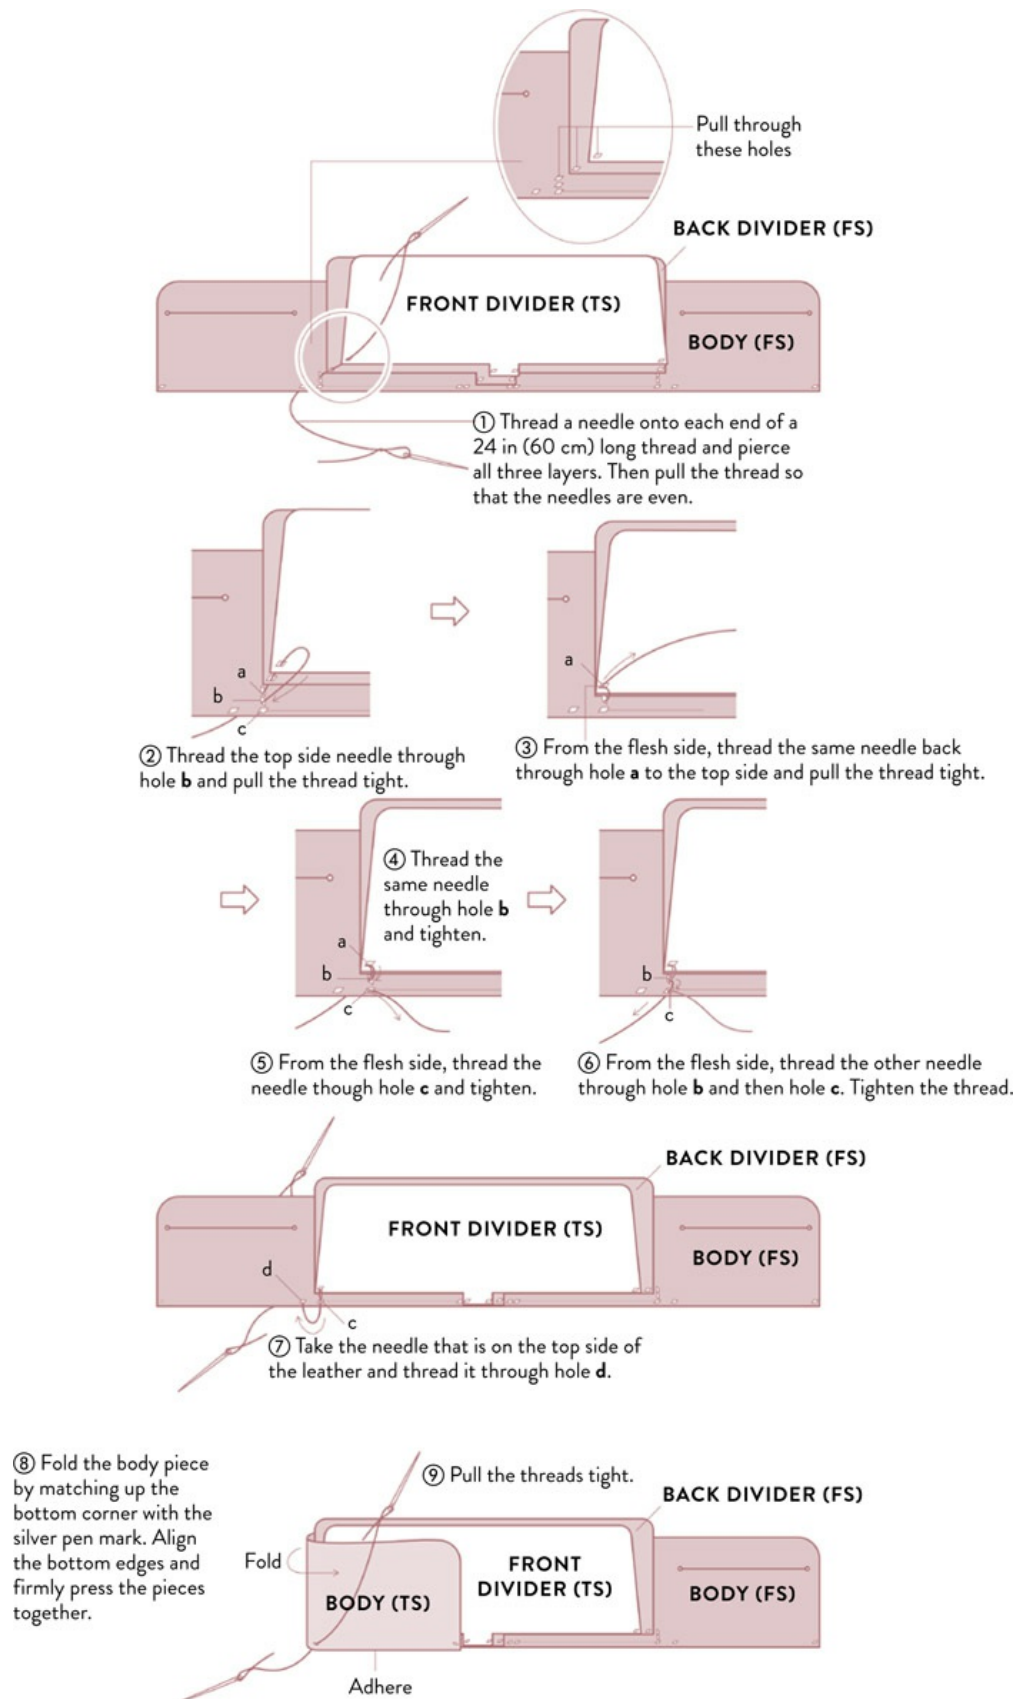 Pull through
these holes
BACK DIVIDER (FS)
FRONT DIVIDER (TS)
BODY (FS)
① Thread a needle onto each end of a
24 in (60 cm) long thread and pierce
all three layers. Then pull the thread so
that the needles are even.
a
b
c
② Thread the top side needle through
hole b and pull the thread tight.
a
③ From the flesh side, thread the same needle back
through hole a to the top side and pull the thread tight.
④ Thread the
same needle
through hole b
and tighten.
a
b
c
⑤ From the flesh side, thread the
needle though hole c and tighten.
b
c
⑥ From the flesh side, thread the other needle
through hole b and then hole c. Tighten the thread.
BACK DIVIDER (FS)
FRONT DIVIDER (TS)
BODY (FS)
d
c
⑦ Take the needle that is on the top side of
the leather and thread it through hole d.
⑧ Fold the body piece
by matching up the
bottom corner with the
silver pen mark. Align
the bottom edges and
firmly press the pieces
together.
⑨ Pull the threads tight.
BACK DIVIDER (FS)
Fold
FRONT
DIVIDER (TS)
BODY (TS)
BODY (FS)
Adhere